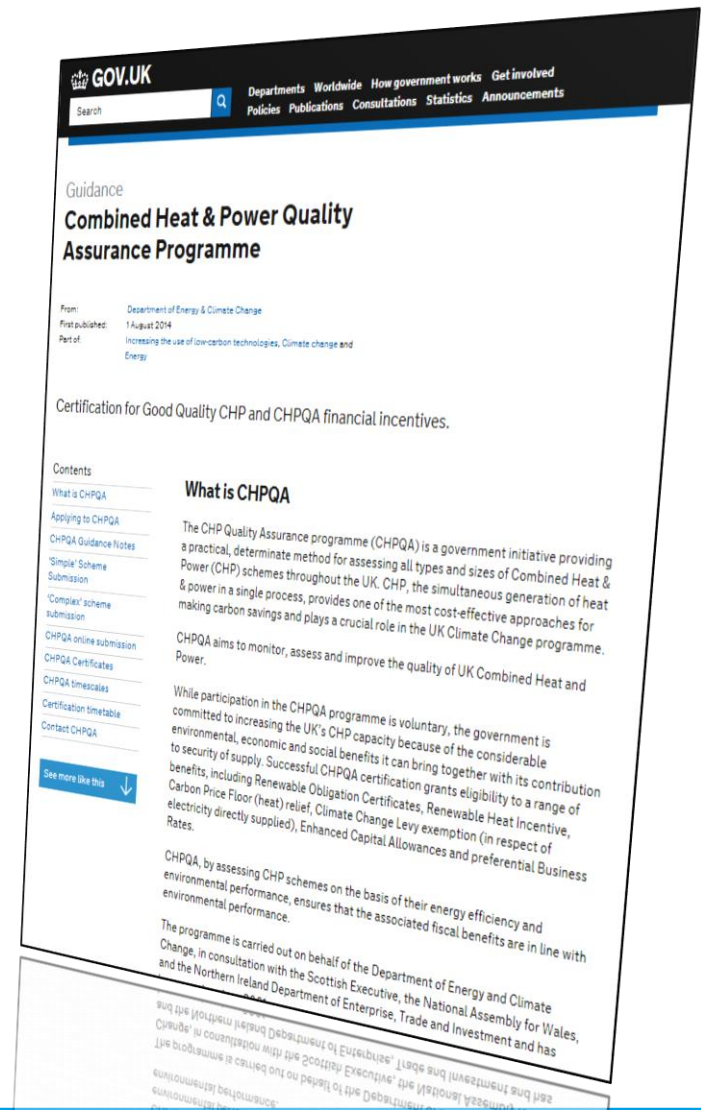 GOV.UK
Search
Departments Worldwide How government works Get involved
Policies Publications Consultations Statistics Announcements
Guidance
Combined Heat & Power Quality
Assurance Programme
From: Department of Energy & Climate Change
First published: 1 August 2014
Part of: Increasing the use of low-carbon technologies, Climate change and
Energy
Certification for Good Quality CHP and CHPQA financial incentives.
Contents
What is CHPQA
Applying to CHPQA
CHPQA Guidance Notes
'Simple' Scheme
Submission
'Complex' scheme
submission
CHPQA online submission
CHPQA Certificates
CHPQA timescales
Certification timetable
Contact CHPQA
See more like this
What is CHPQA
The CHP Quality Assurance programme (CHPQA) is a government initiative providing
a practical, determinate method for assessing all types and sizes of Combined Heat &
Power (CHP) schemes throughout the UK. CHP, the simultaneous generation of heat
& power in a single process, provides one of the most cost-effective approaches for
making carbon savings and plays a crucial role in the UK Climate Change programme.
CHPQA aims to monitor, assess and improve the quality of UK Combined Heat and
Power.
While participation in the CHPQA programme is voluntary, the government is
committed to increasing the UK's CHP capacity because of the considerable
environmental, economic and social benefits it can bring together with its contribution
to security of supply. Successful CHPQA certification grants eligibility to a range of
benefits, including Renewable Obligation Certificates, Renewable Heat Incentive,
Carbon Price Floor (heat) relief, Climate Change Levy exemption (in respect of
electricity directly supplied), Enhanced Capital Allowances and preferential Business
Rates.
CHPQA, by assessing CHP schemes on the basis of their energy efficiency and
environmental performance, ensures that the associated fiscal benefits are in line with
environmental performance.
The programme is carried out on behalf of the Department of Energy and Climate
Change, in consultation with the Scottish Executive, the National Assembly for Wales,
and the Northern Ireland Department of Enterprise, Trade and Investment and has